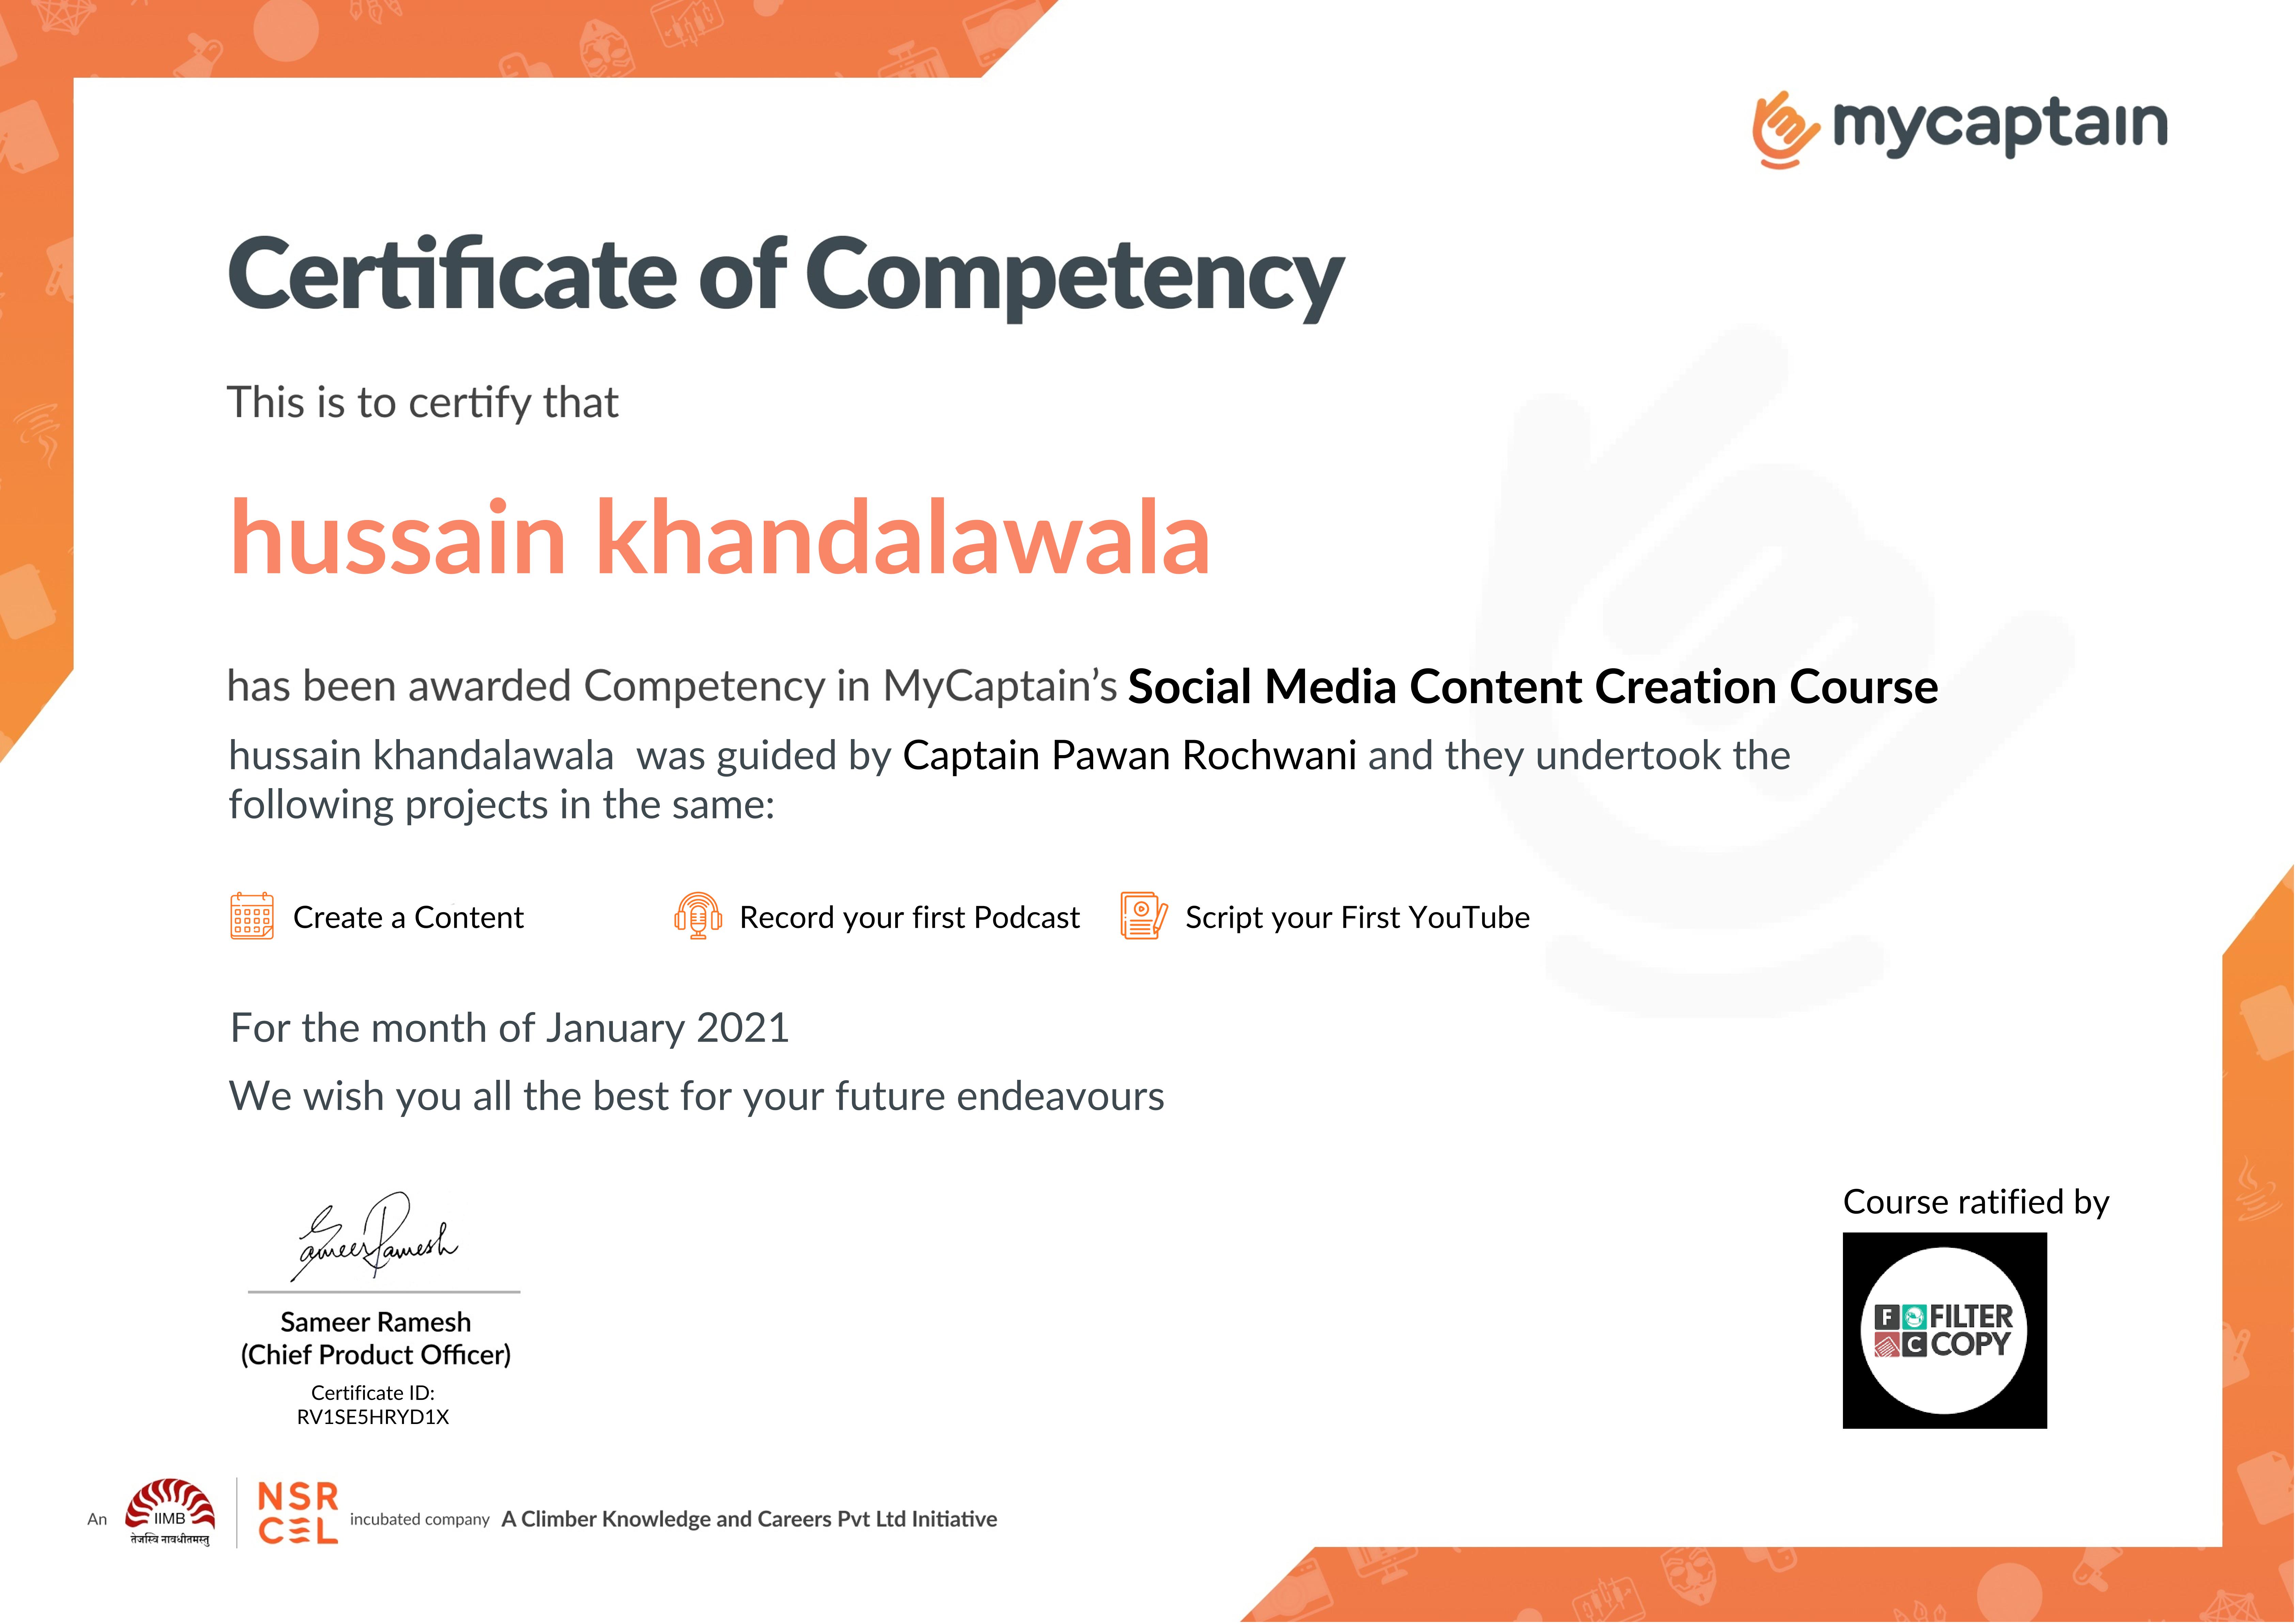 mycaptain
Certificate of Competency
This is to certify that
hussain khandalawala
has been awarded Competency in MyCaptain’s Social Media Content Creation Course
hussain khandalawala was guided by Captain Pawan Rochwani and they undertook the
following projects in the same:
Create a Content
Record your first Podcast
Script your First YouTube
For the month of January 2021
We wish you all the best for your future endeavours
Sameer Ramesh
Sameer Ramesh
(Chief Product Officer)
Certificate ID:
RV1SE5HRYD1X
Course ratified by
F FILTER
C COPY
An
IIMB
तेजस्वि नावधीतमस्तु
NSR
CEL
incubated company A Climber Knowledge and Careers Pvt Ltd Initiative